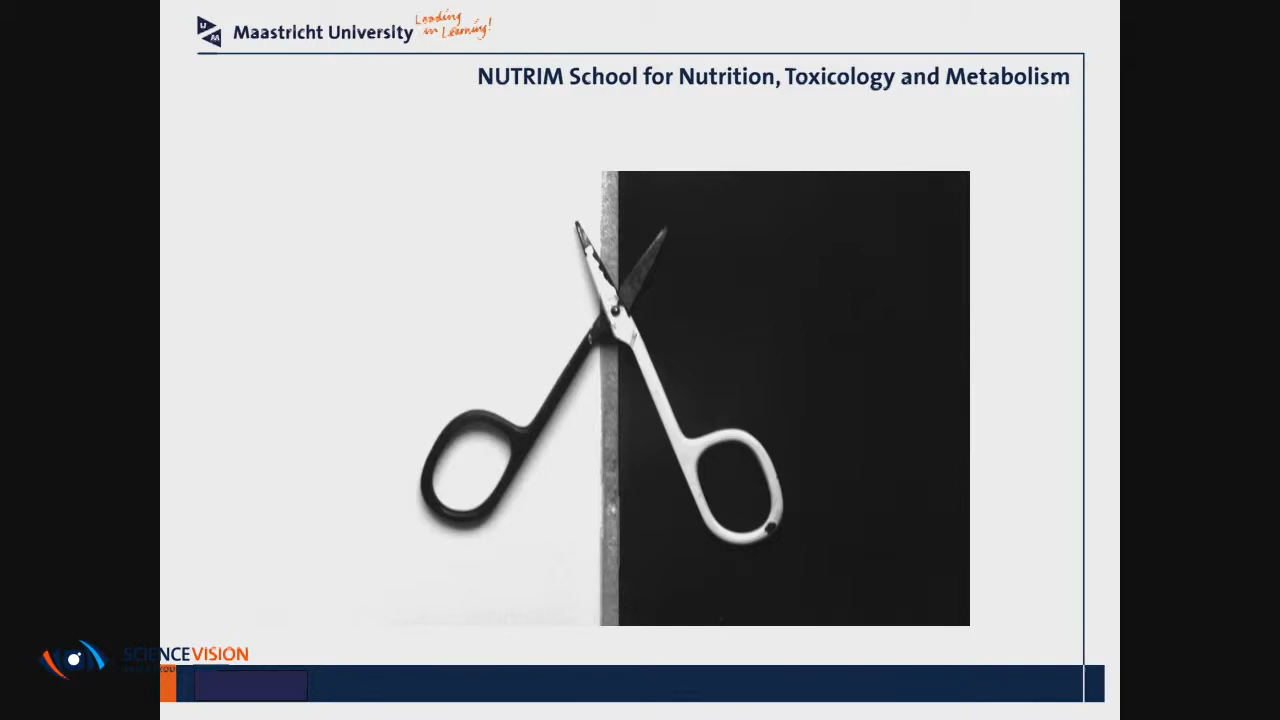 U
M
Maastricht University
Leading
in Learning!
NUTRIM School for Nutrition, Toxicology and Metabolism
SCIENCEVISION